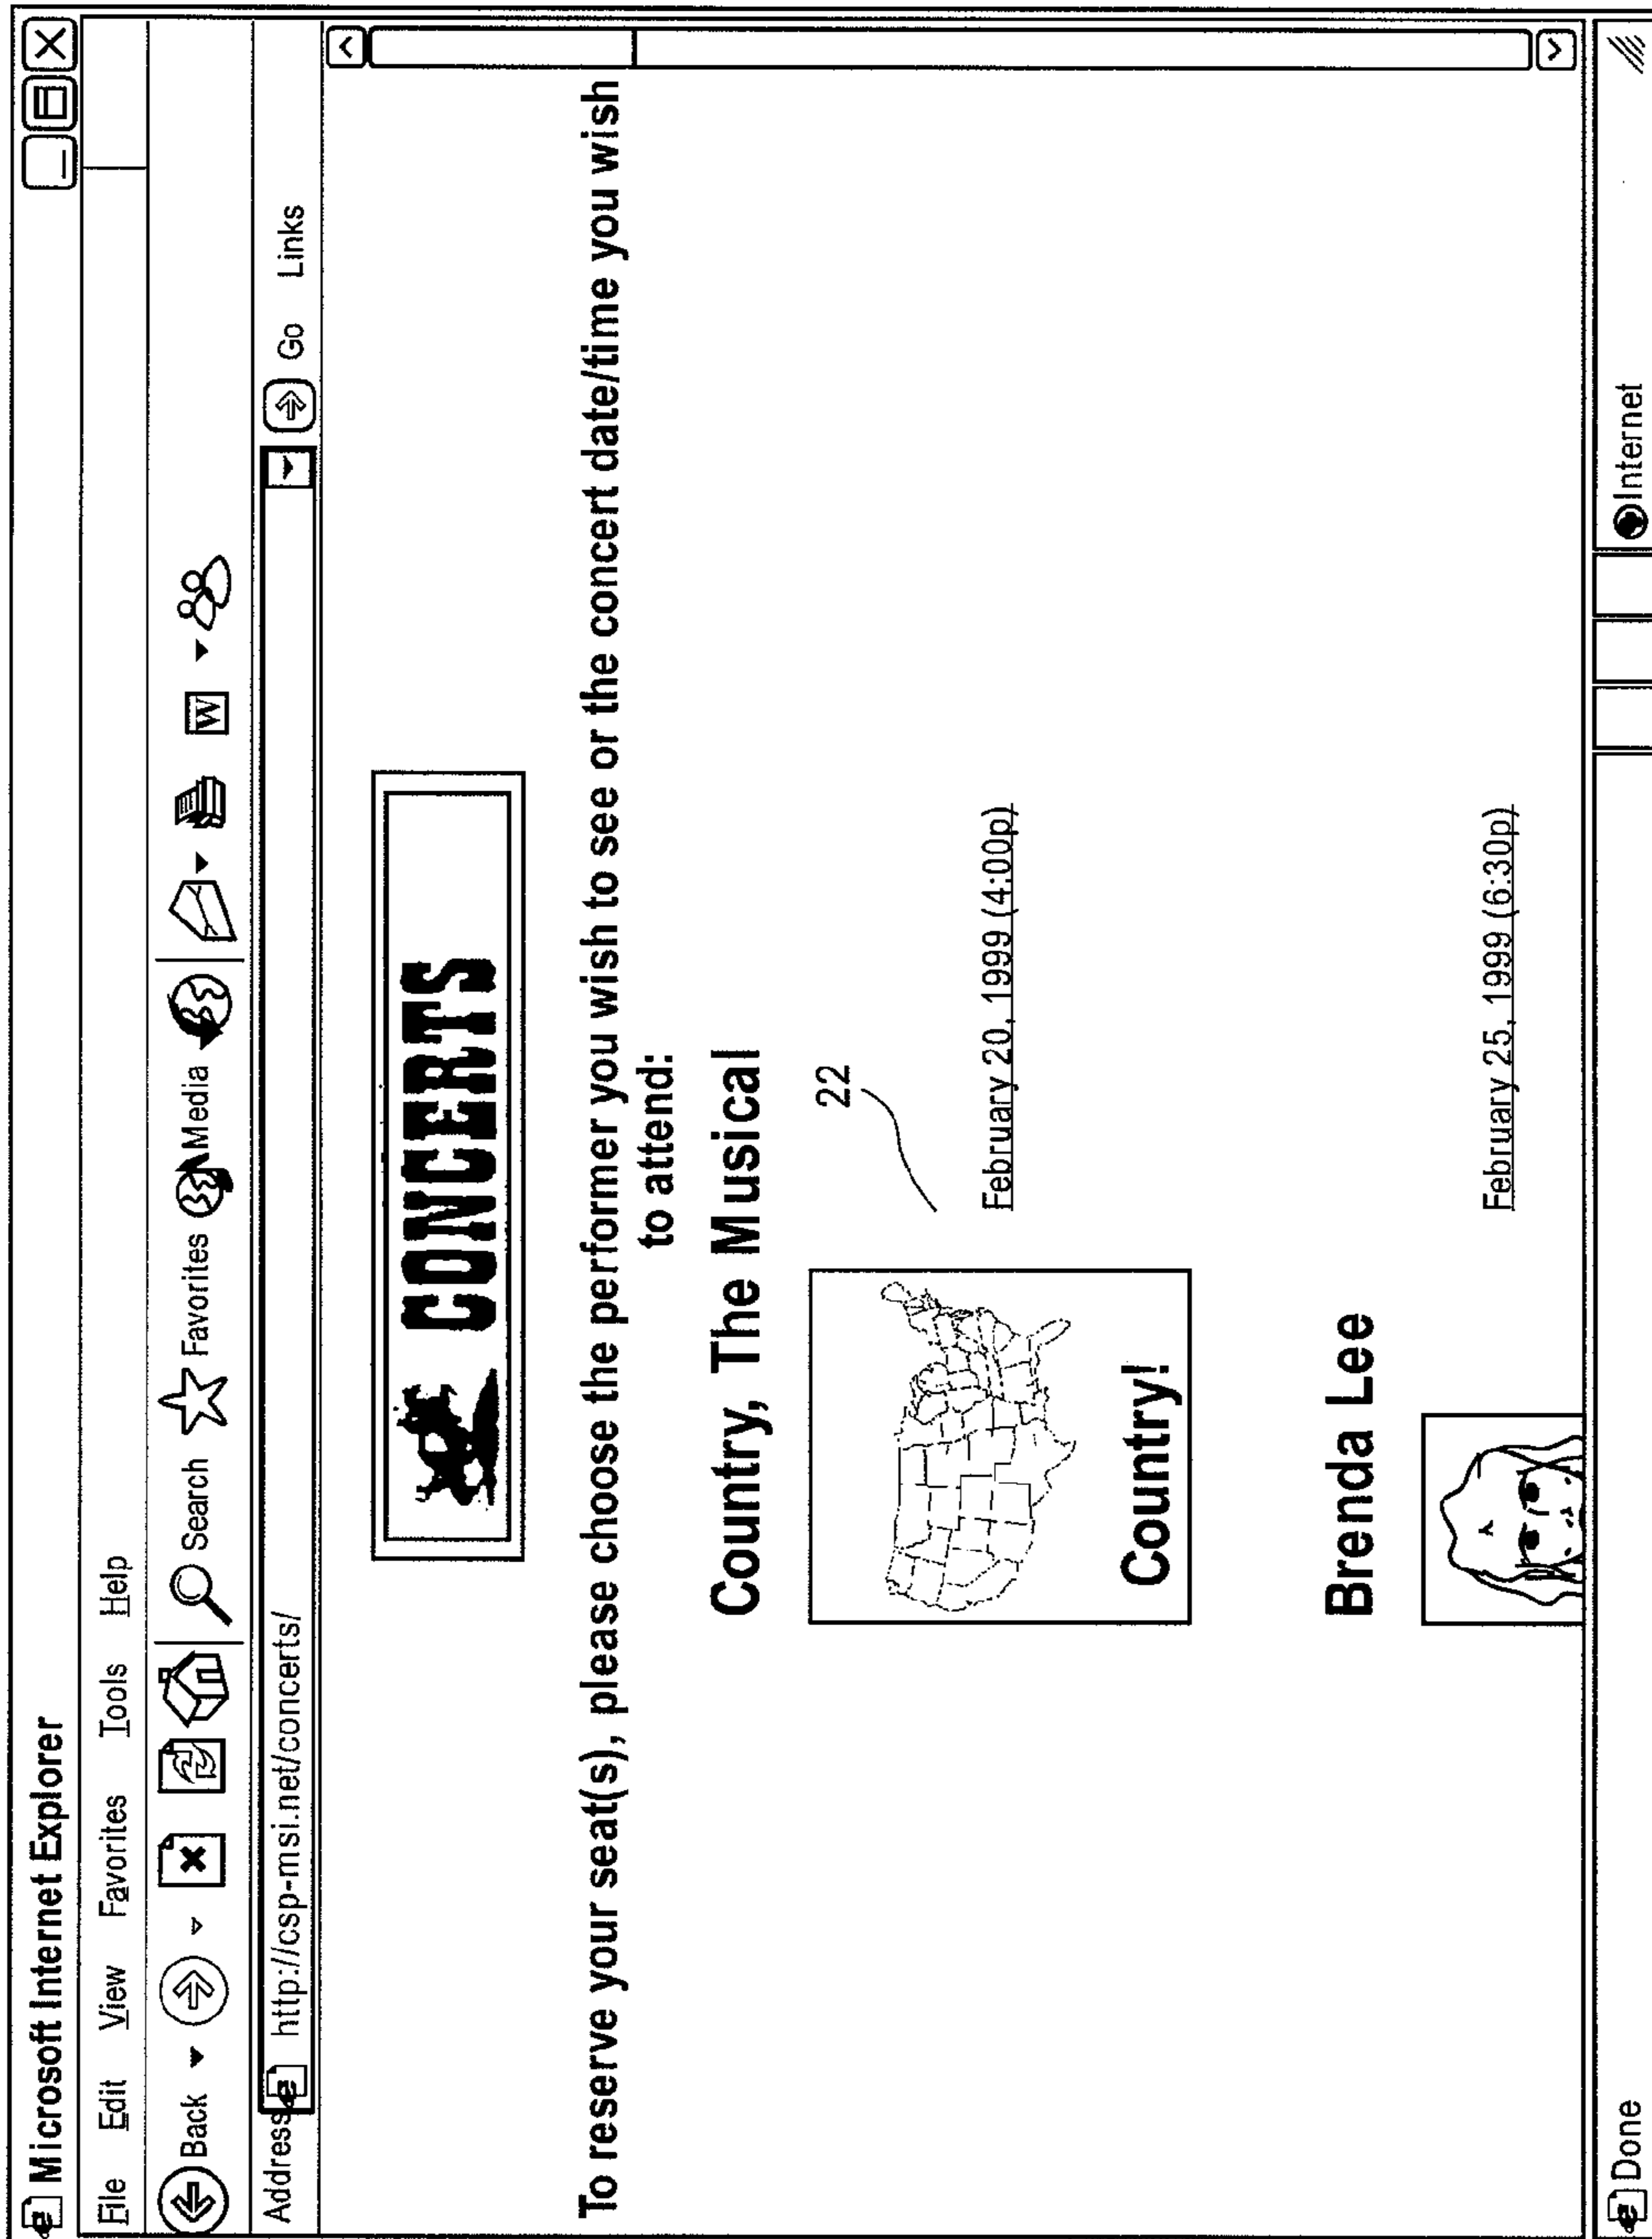 Microsoft Internet Explorer
File Edit View Favorites Tools Help
Back Search Favorites Media W
Address http://csp-msi.net/concerts/ Go Links
CONCERTS
To reserve your seat(s), please choose the performer you wish to see or the concert date/time you wish
to attend:
Country, The Musical
22
February 20, 1999 (4:00p)
Country!
Brenda Lee
February 25, 1999 (6:30p)
Done Internet